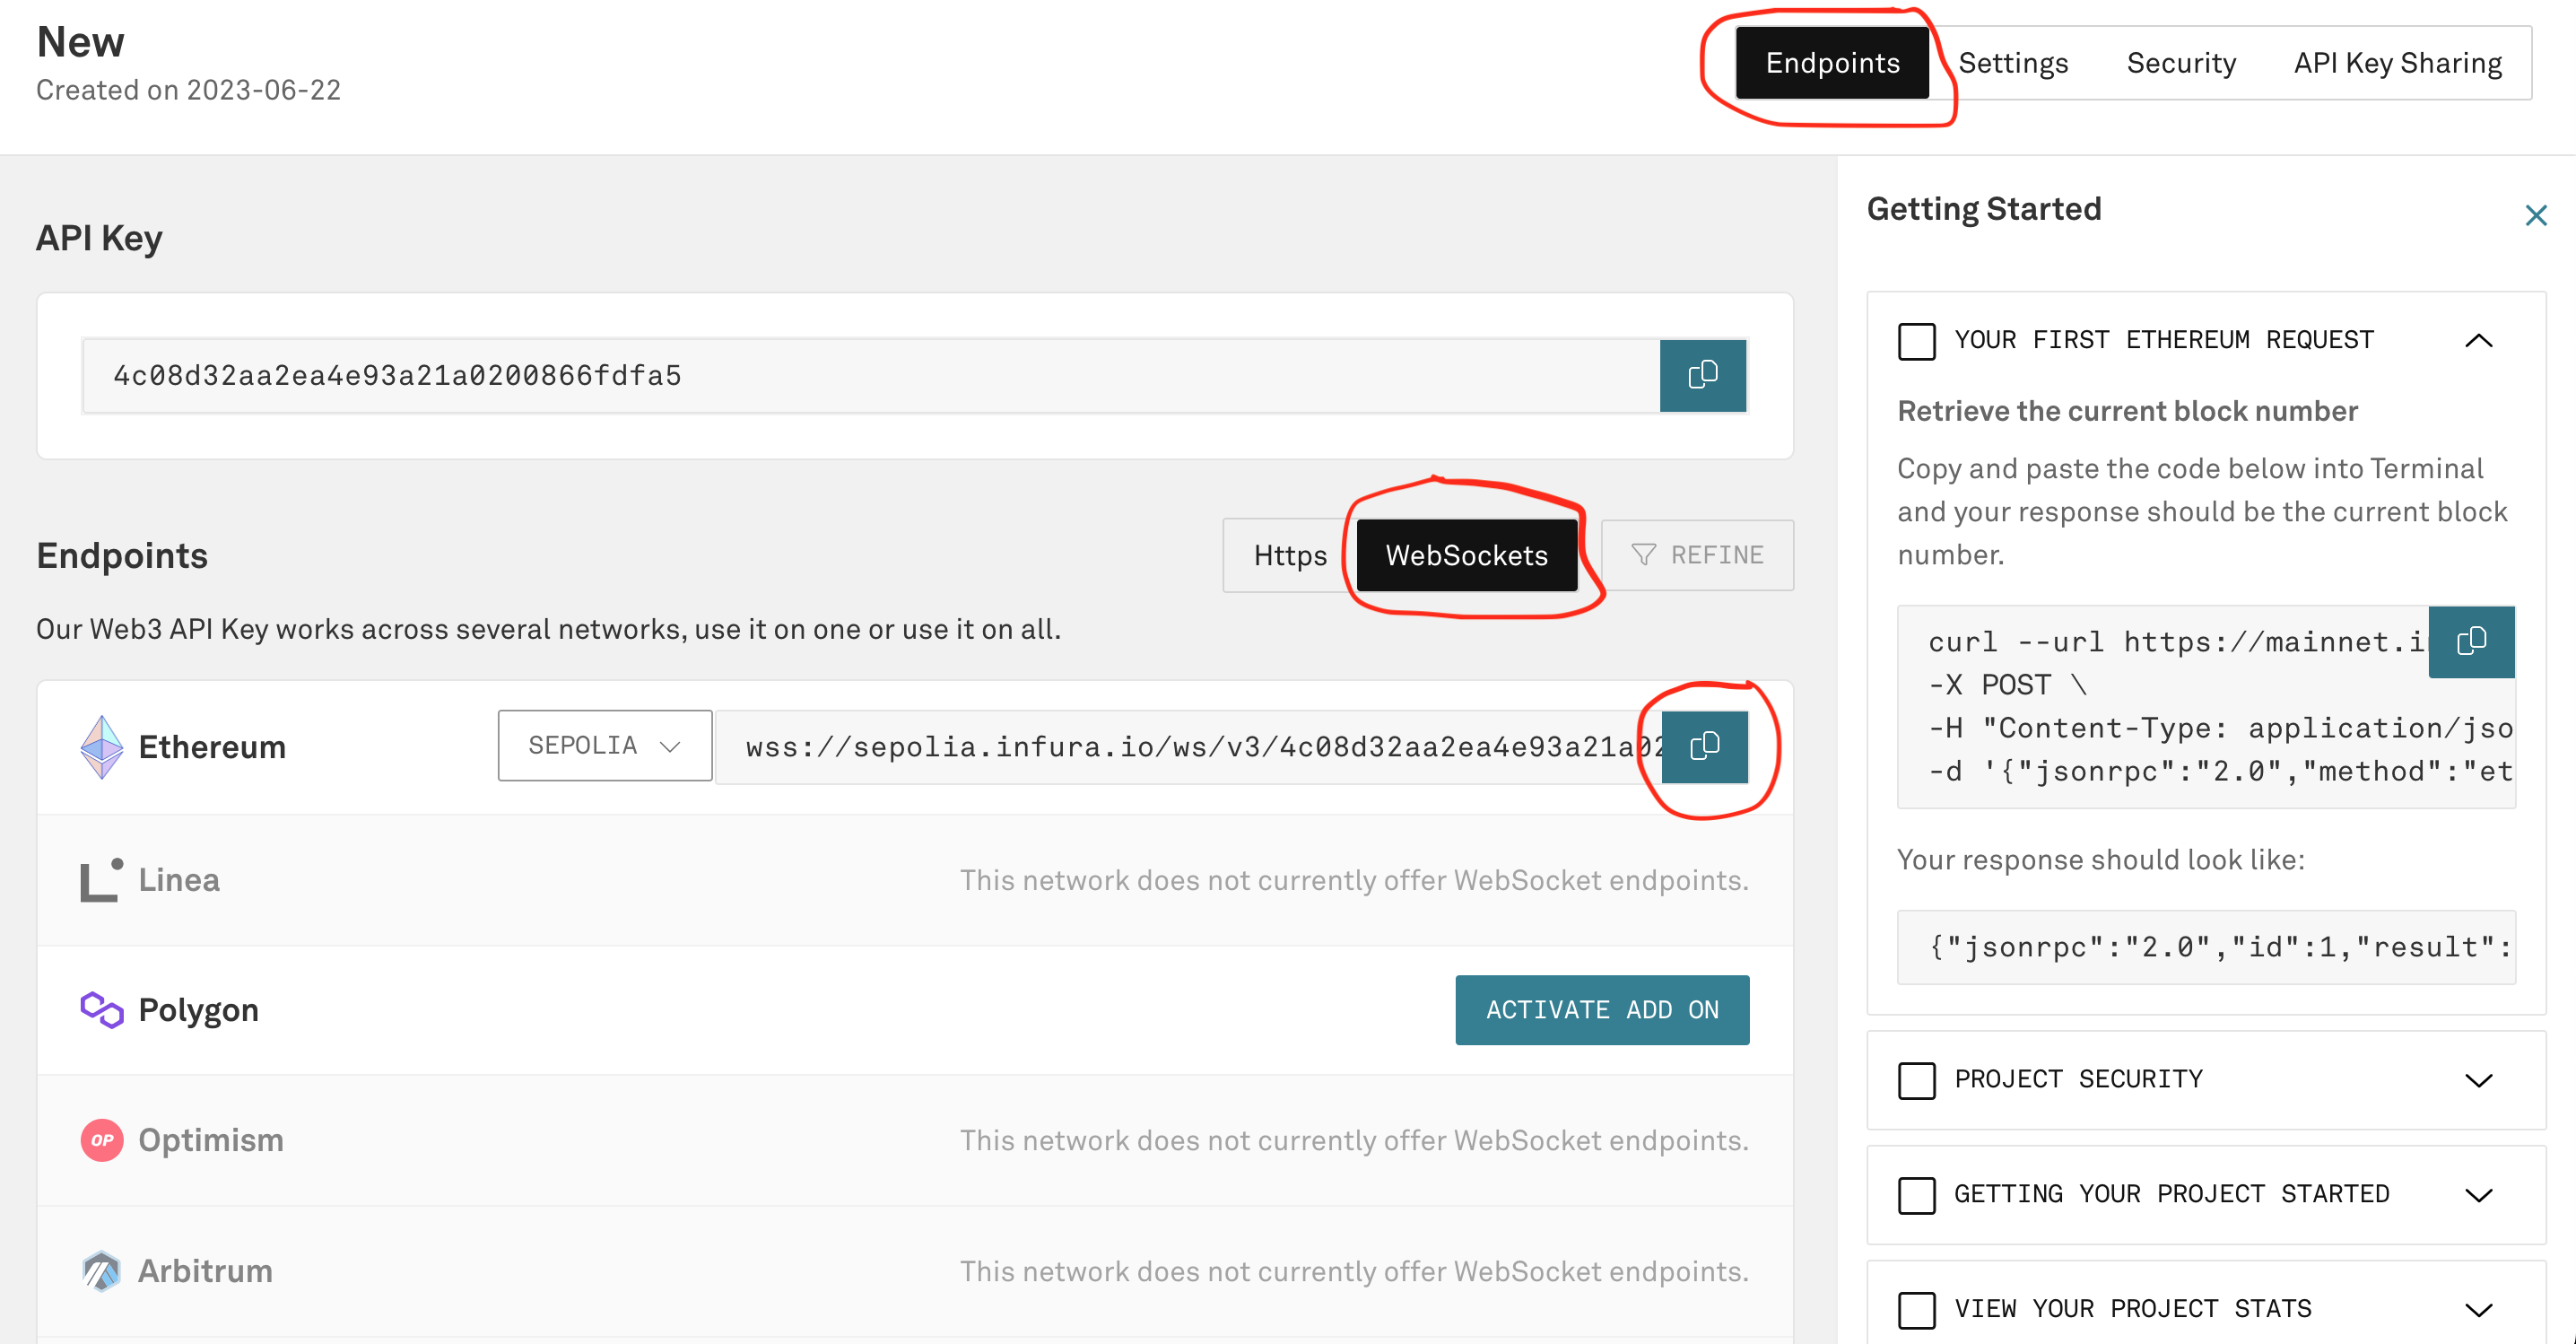 New
Created on 2023-06-22
Endpoints
Settings
Security
API Key Sharing
API Key
4c08d32aa2ea4e93a21a0200866fdfa5
Endpoints
Https
WebSockets
REFINE
Our Web3 API Key works across several networks, use it on one or use it on all.
Ethereum
SEPOLIA
wss://sepolia.infura.io/ws/v3/4c08d32aa2ea4e93a21a02
Linea
This network does not currently offer WebSocket endpoints.
Polygon
ACTIVATE ADD ON
OP
Optimism
This network does not currently offer WebSocket endpoints.
Arbitrum
This network does not currently offer WebSocket endpoints.
Getting Started
YOUR FIRST ETHEREUM REQUEST
Retrieve the current block number
Copy and paste the code below into Terminal
and your response should be the current block
number.
curl --url https://mainnet.i
-X POST \
-H "Content-Type: application/jso
-d '{"jsonrpc":"2.0","method":"et
Your response should look like:
{"jsonrpc":"2.0","id":1,"result":
PROJECT SECURITY
GETTING YOUR PROJECT STARTED
VIEW YOUR PROJECT STATS